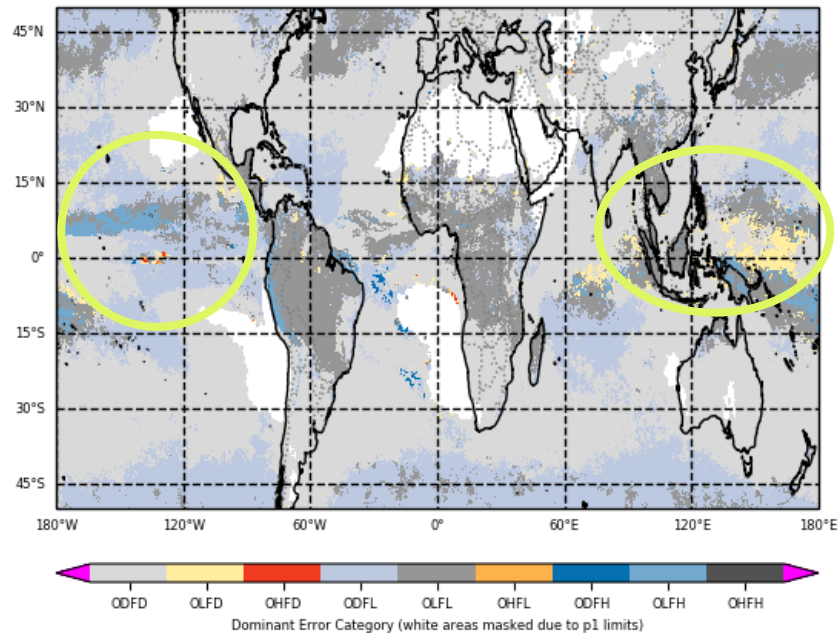 45°N
30°N
15°N
0°
15°S
30°S
45°S
180°W 120°W 60°W 0° 60°E 120°E 180°E
ODFD OLFD OHFD ODFL OLFL OHFL ODFH OLFH OHFH
Dominant Error Category (white areas masked due to p1 limits)